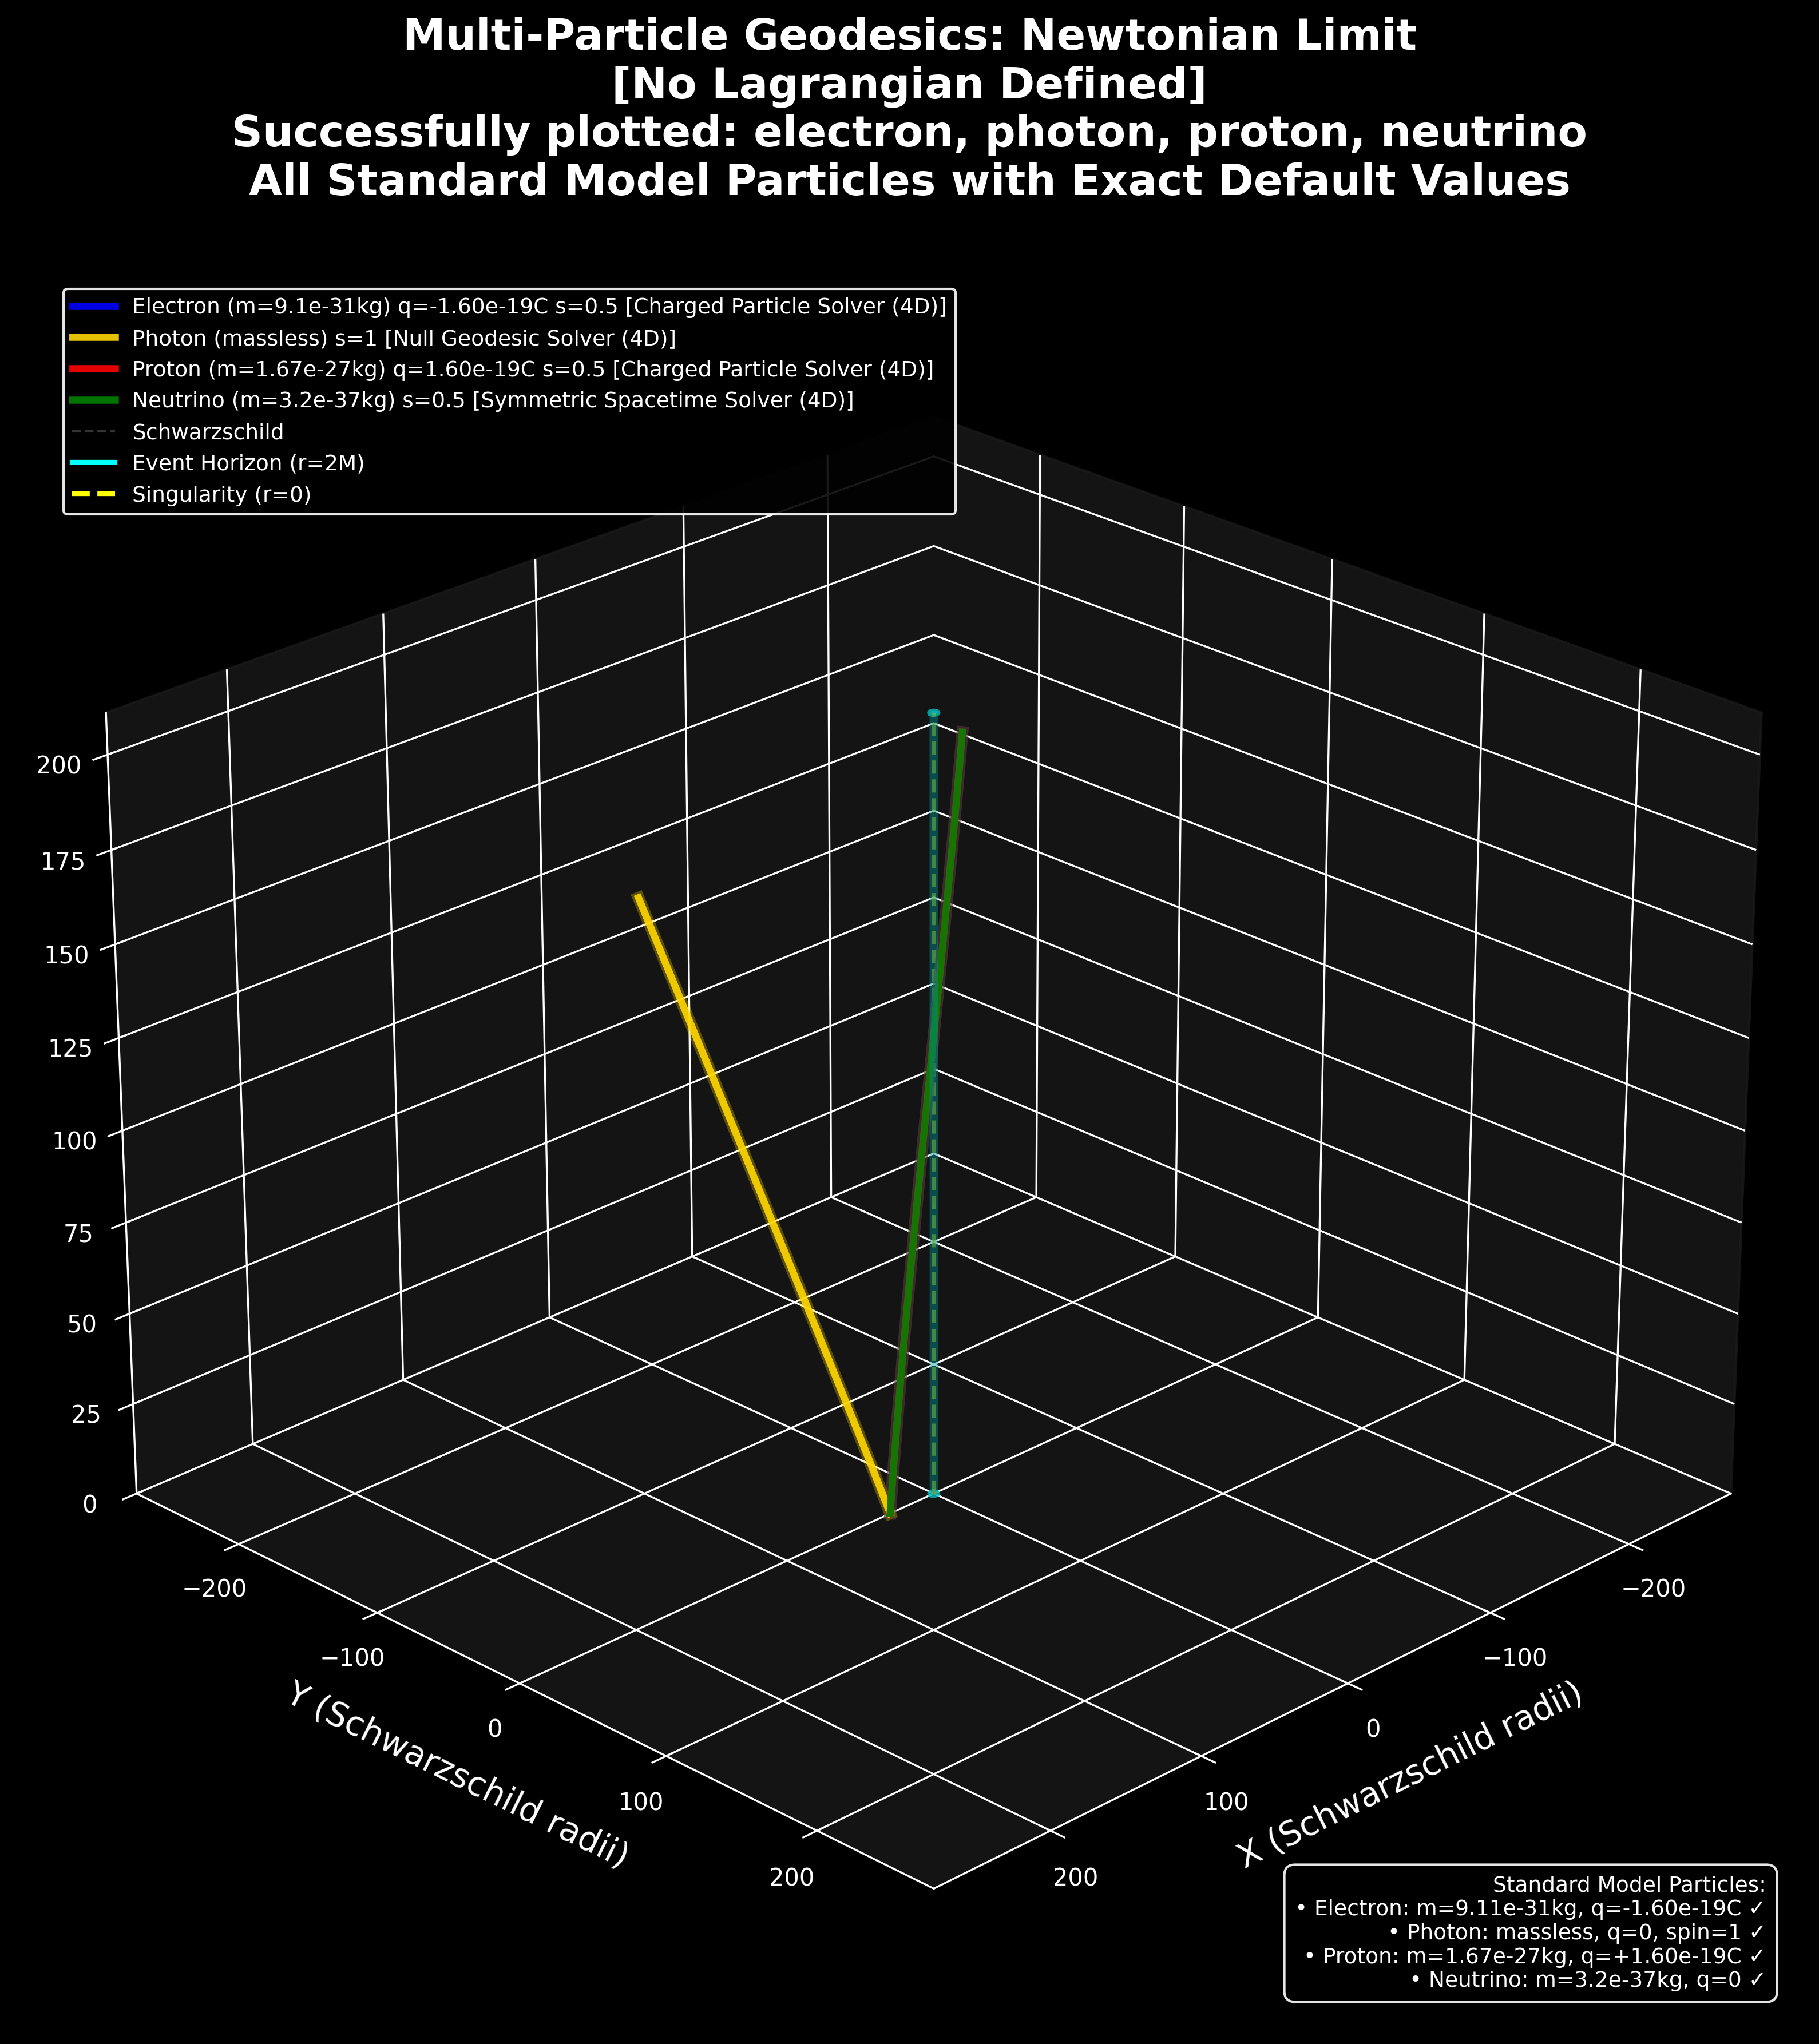 Multi-Particle Geodesics: Newtonian Limit
[No Lagrangian Defined]
Successfully plotted: electron, photon, proton, neutrino
All Standard Model Particles with Exact Default Values
Electron (m=9.1e-31kg) q=-1.60e-19C s=0.5 [Charged Particle Solver (4D)]
Photon (massless) s=1 [Null Geodesic Solver (4D)]
Proton (m=1.67e-27kg) q=1.60e-19C s=0.5 [Charged Particle Solver (4D)]
Neutrino (m=3.2e-37kg) s=0.5 [Symmetric Spacetime Solver (4D)]
Schwarzschild
Event Horizon (r=2M)
Singularity (r=0)
200
175
150
125
100
75
50
25
0
−200
−100
0
100
200
Y (Schwarzschild radii)
−200
−100
0
100
200
X (Schwarzschild radii)
Standard Model Particles:
• Electron: m=9.11e-31kg, q=-1.60e-19C ✓
• Photon: massless, q=0, spin=1 ✓
• Proton: m=1.67e-27kg, q=+1.60e-19C ✓
• Neutrino: m=3.2e-37kg, q=0 ✓